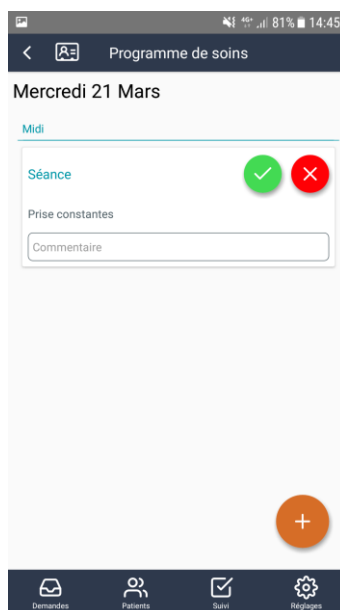 81% 14:45
Programme de soins
Mercredi 21 Mars
Midi
Séance
Prise constantes
Commentaire
Demandes Patients Suivi Réglages